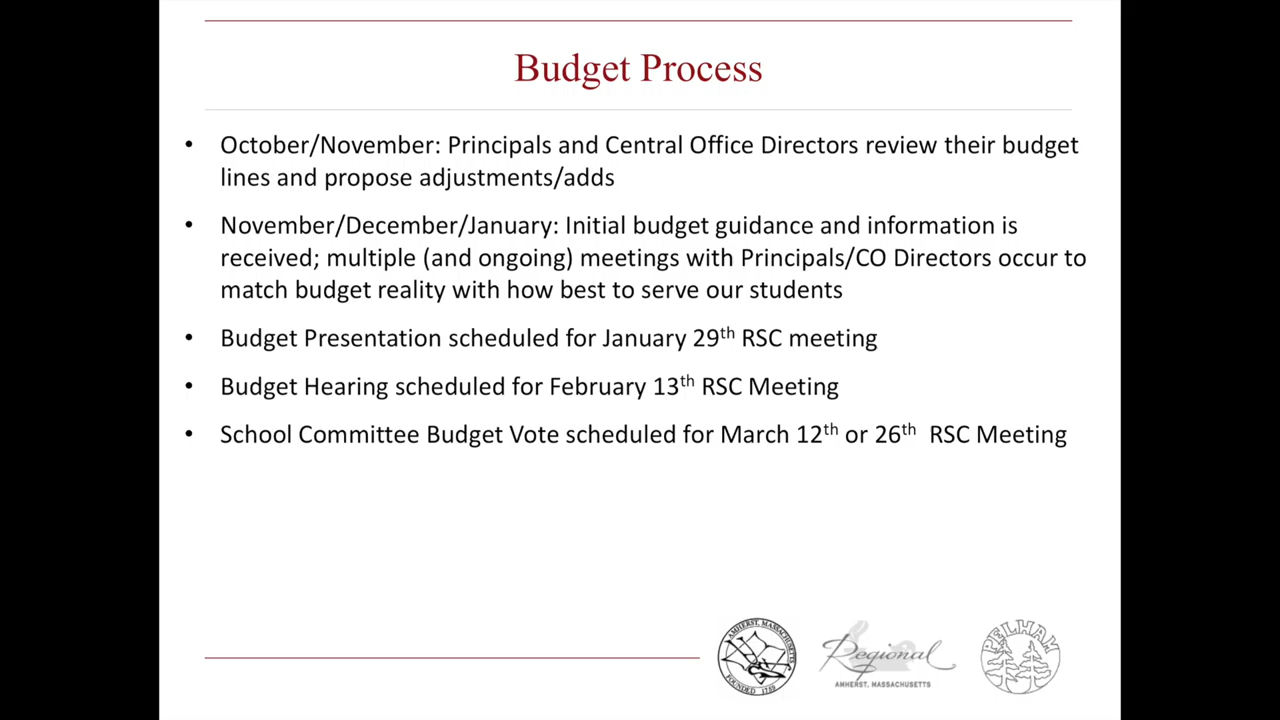 Budget Process
• October/November: Principals and Central Office Directors review their budget
lines and propose adjustments/adds
• November/December/January: Initial budget guidance and information is
received; multiple (and ongoing) meetings with Principals/CO Directors occur to
match budget reality with how best to serve our students
• Budget Presentation scheduled for January 29th RSC meeting
• Budget Hearing scheduled for February 13th RSC Meeting
• School Committee Budget Vote scheduled for March 12th or 26th RSC Meeting
AMHERST, MASSACHUSETTS
FOUNDED 1759
Regional
AMHERST, MASSACHUSETTS
PELHAM